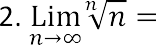 2. Lim n→∞ ⁿ√n =